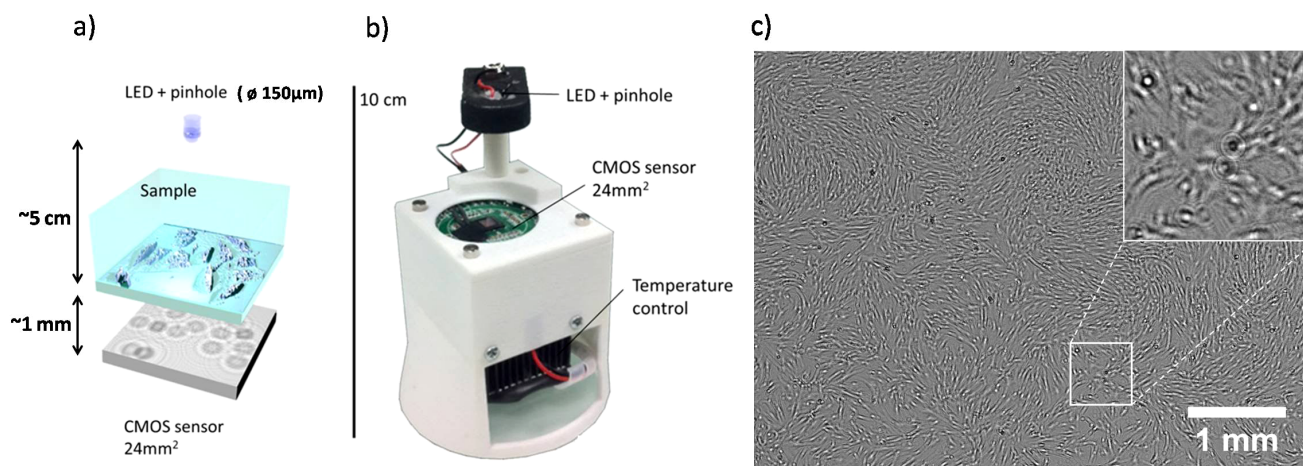 a)
LED + pinhole ( ø 150µm)
Sample
~5 cm
~1 mm
CMOS sensor
24mm²
b)
10 cm
LED + pinhole
CMOS sensor
24mm²
Temperature
control
c)
1 mm